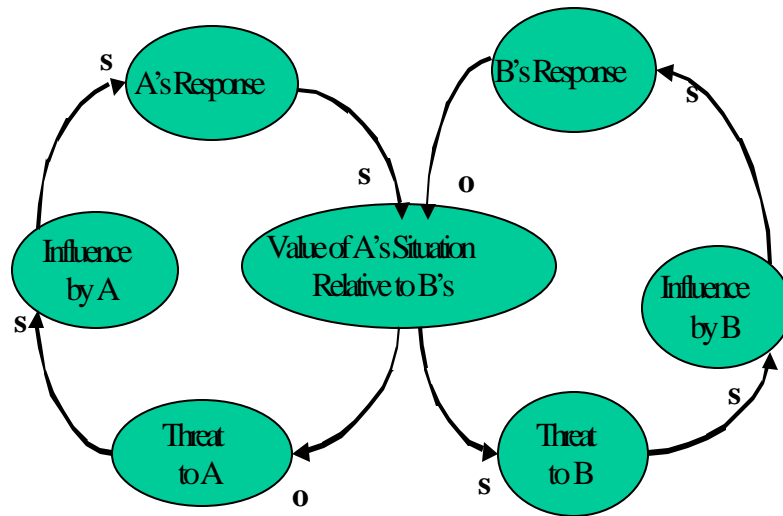 s
A's Response
B's Response
s
s
o
Value of A's Situation
Relative to B's
Influence
by A
Influence
by B
s
s
Threat
to A
Threat
to B
o
s